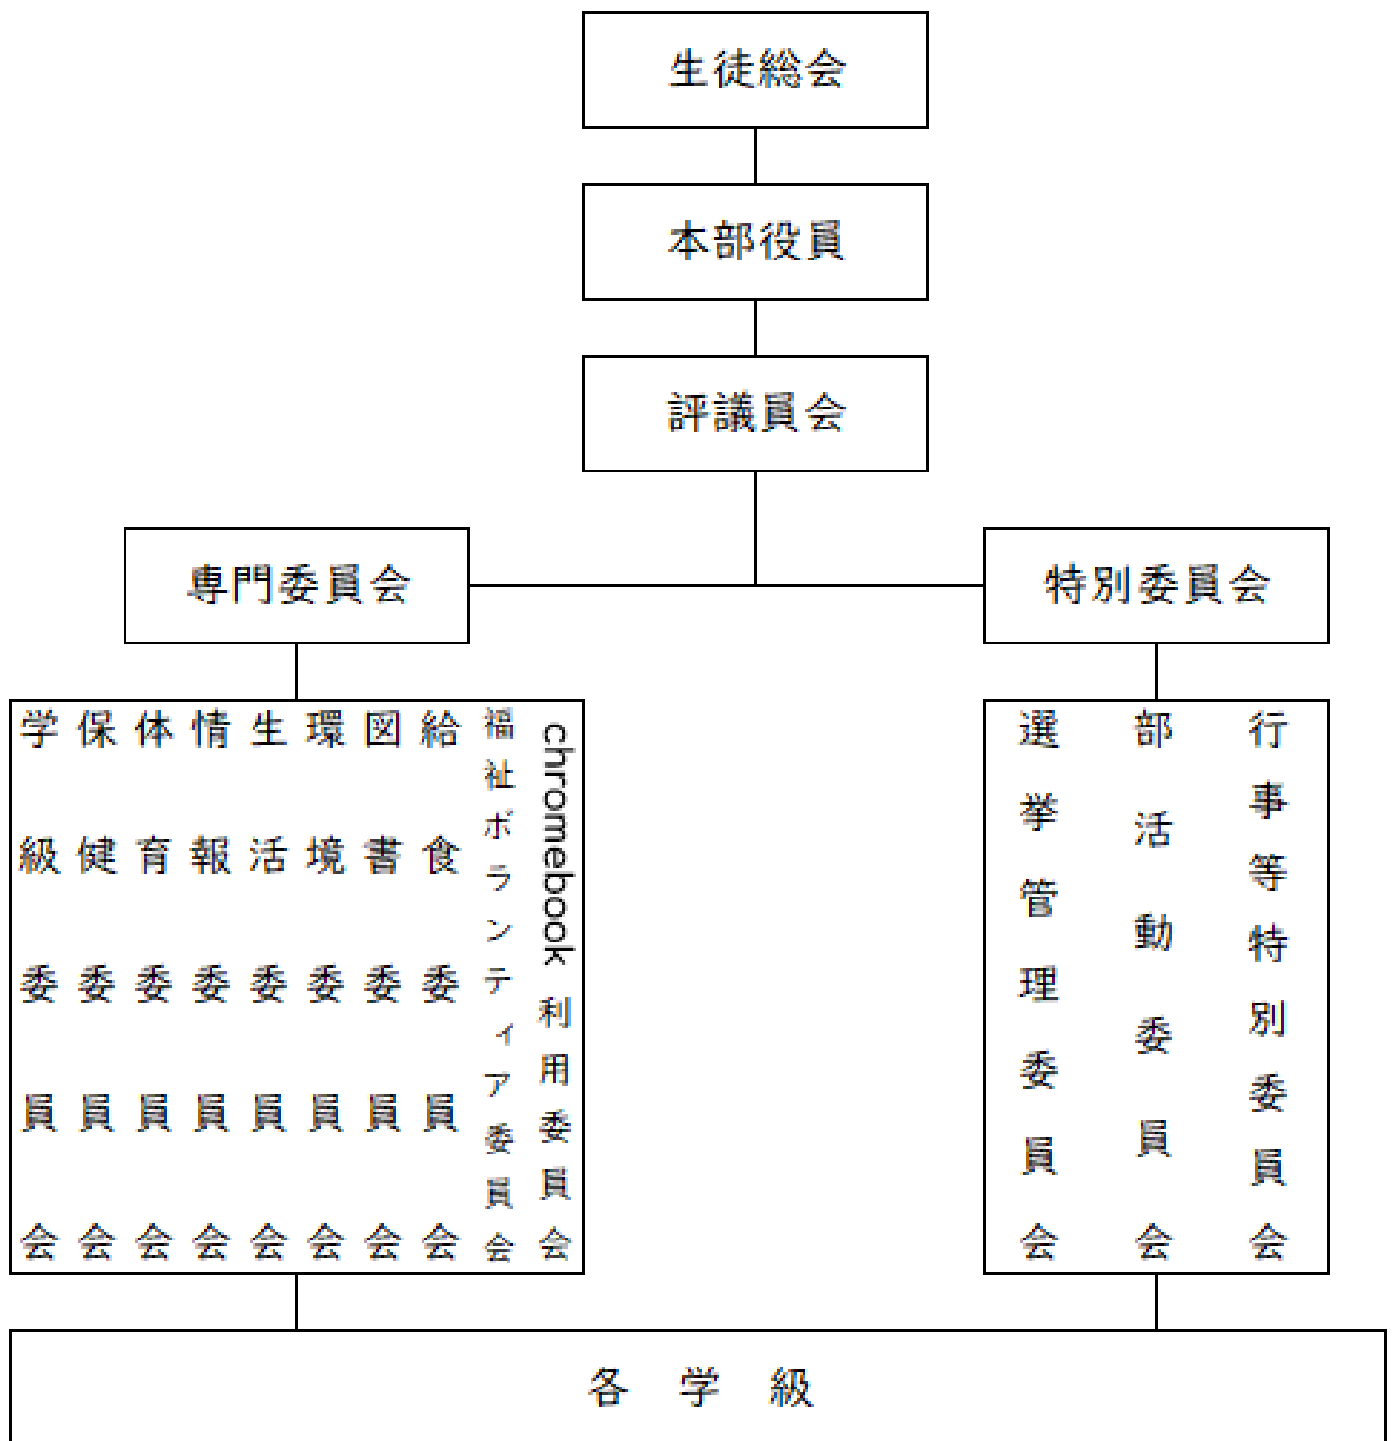 生徒総会
本部役員
評議員会
専門委員会
特別委員会
学級委員会
保健委員会
体育委員会
情報委員会
生活委員会
環境委員会
図書委員会
給食委員会
福祉ボランティア委員会
chromebook利用委員会
選挙管理委員会
部活動委員会
行事等特別委員会
各　学　級